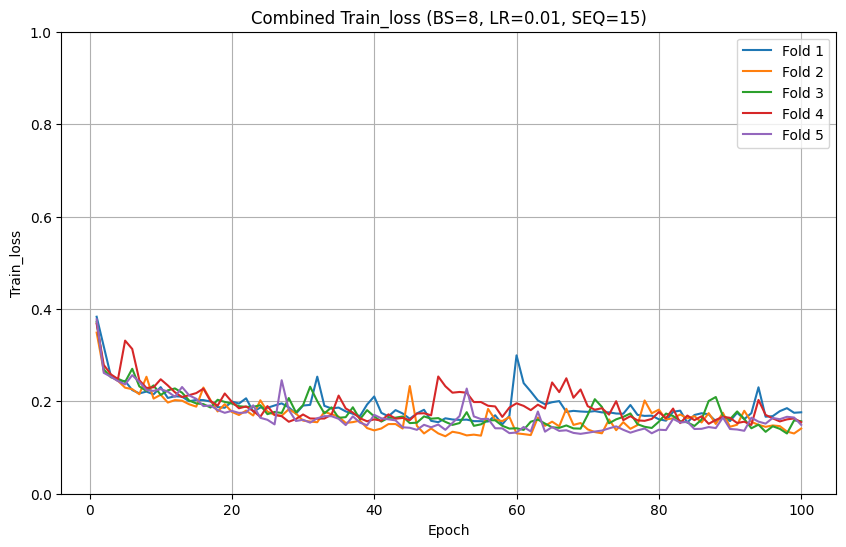 Combined Train_loss (BS=8, LR=0.01, SEQ=15)
Train_loss
1.0
0.8
0.6
0.4
0.2
0.0
Fold 1
Fold 2
Fold 3
Fold 4
Fold 5
0 20 40 60 80 100
Epoch